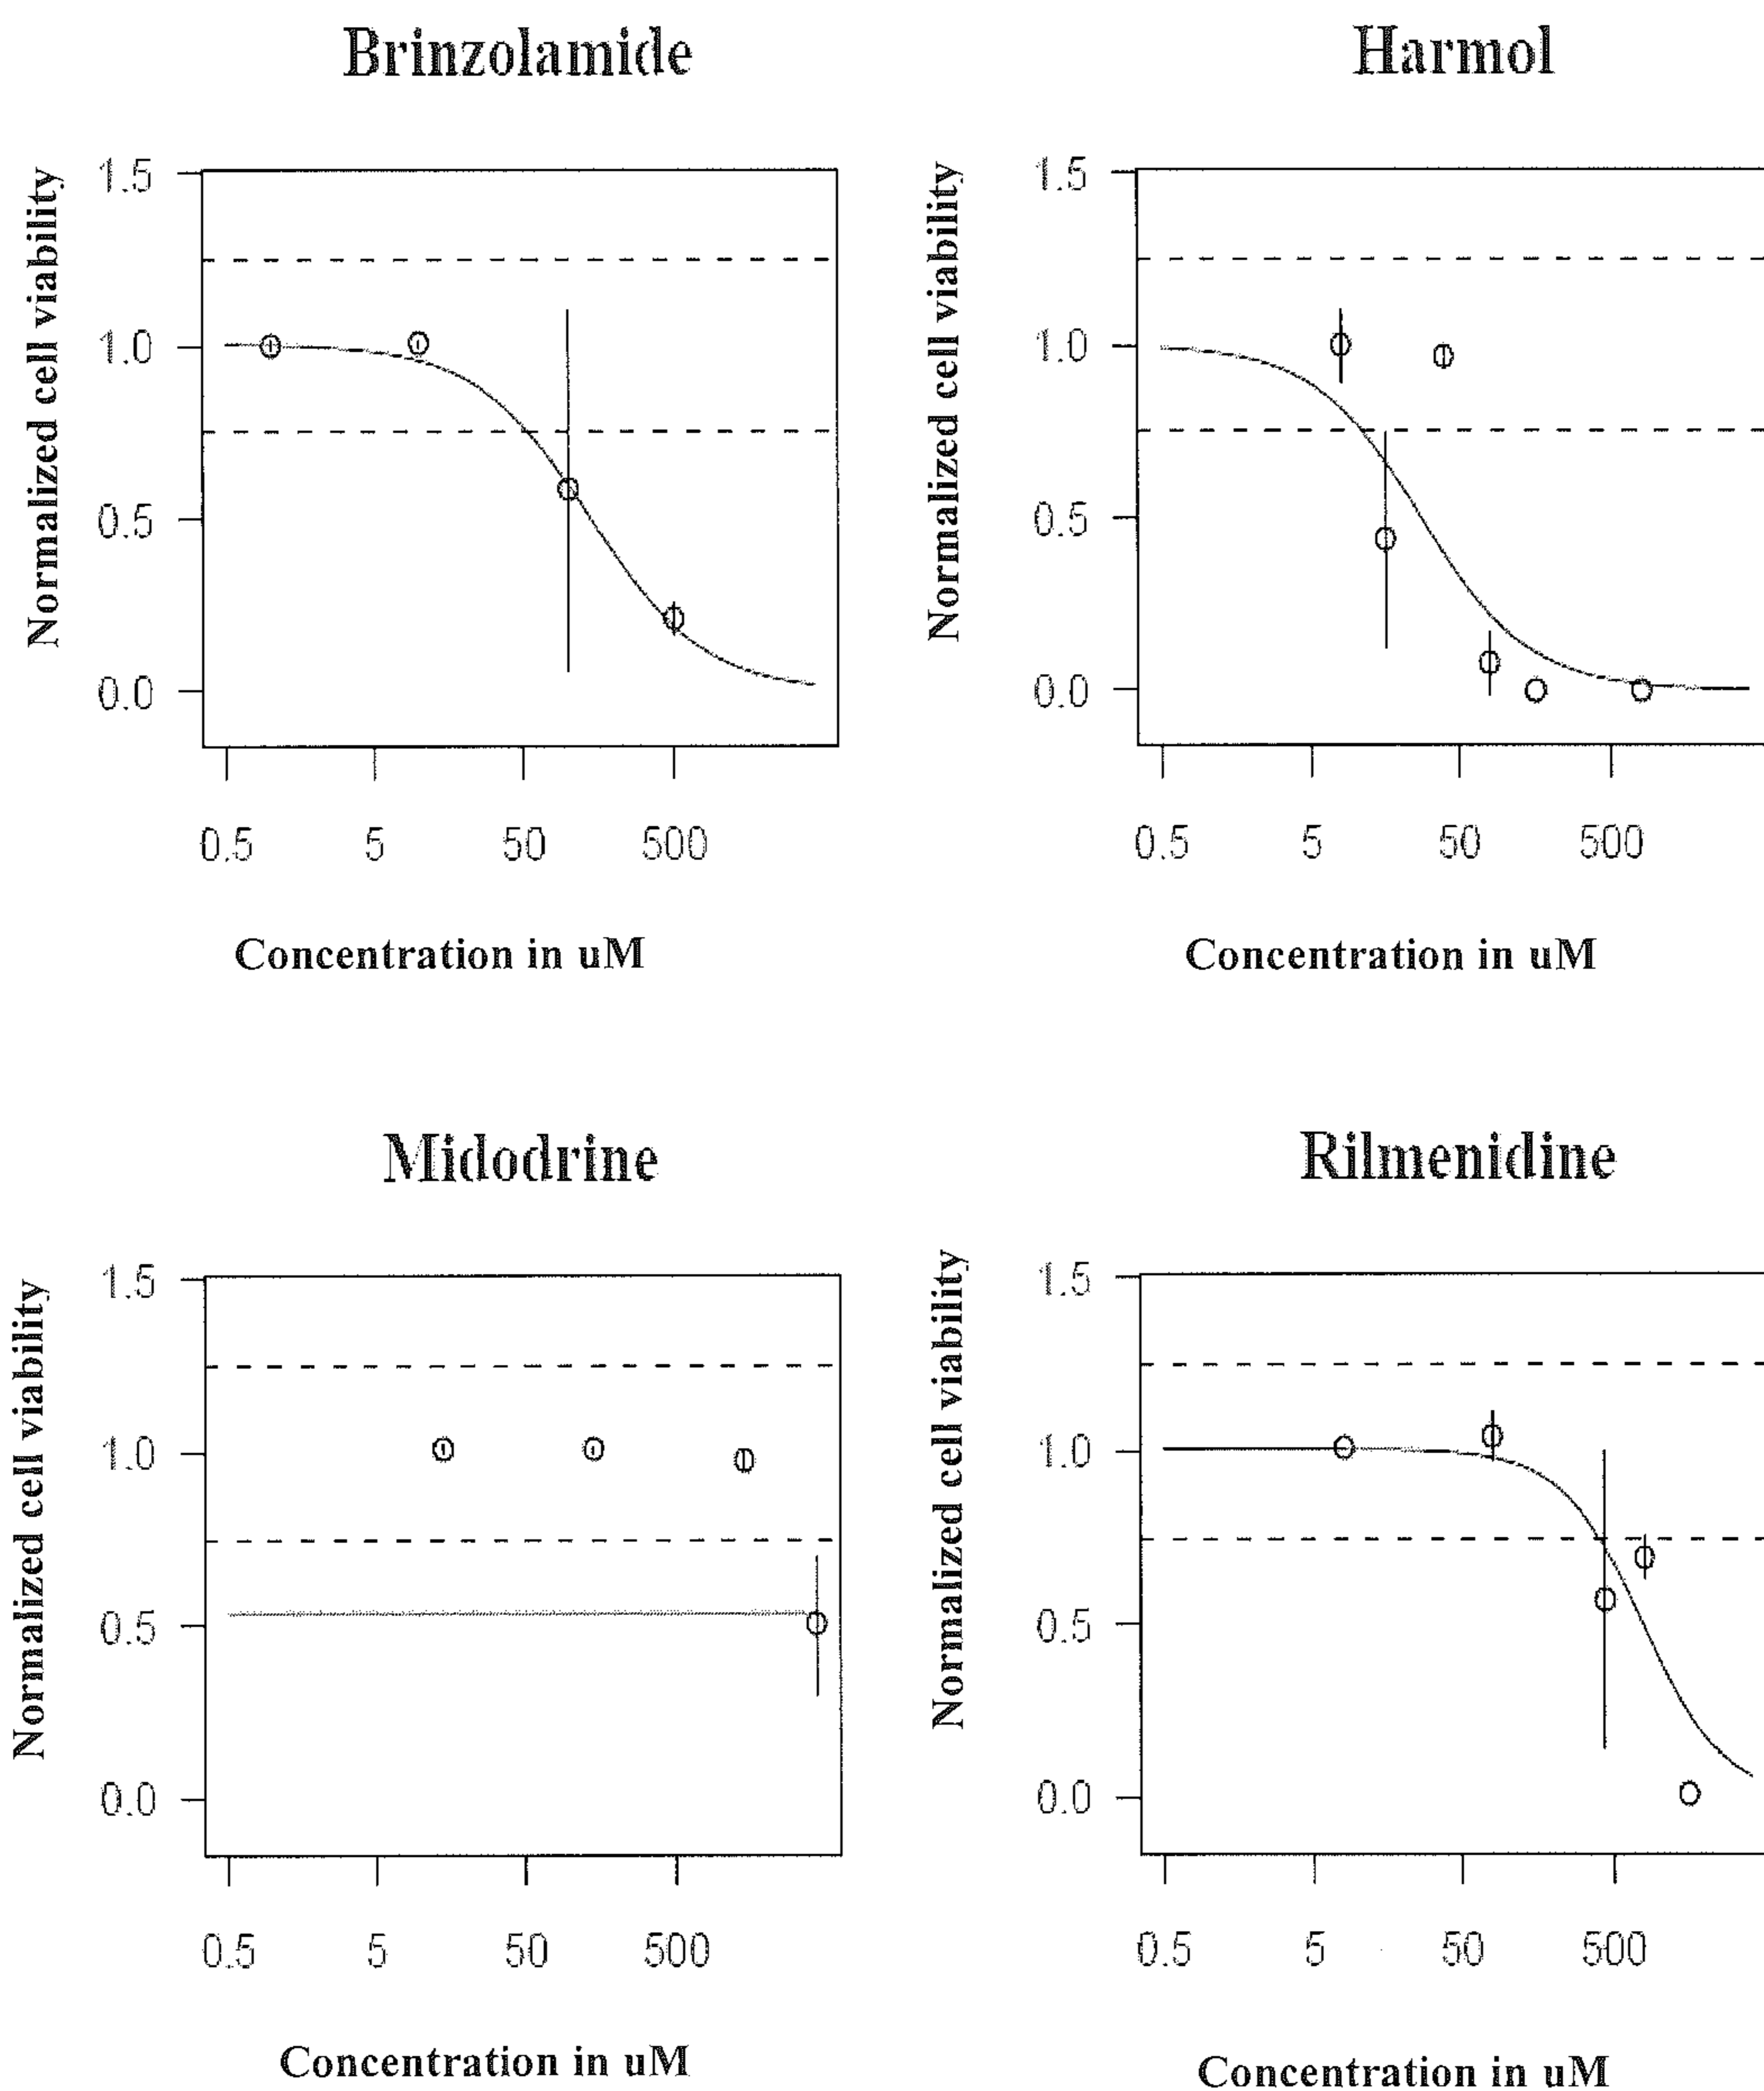 Brinzolamide
Normalized cell viability
1.5
1.0
0.5
0.0
0.5 5 50 500
Concentration in uM
Harmol
Normalized cell viability
1.5
1.0
0.5
0.0
0.5 5 50 500
Concentration in uM
Midodrine
Normalized cell viability
1.5
1.0
0.5
0.0
0.5 5 50 500
Concentration in uM
Rilmenidine
Normalized cell viability
1.5
1.0
0.5
0.0
0.5 5 50 500
Concentration in uM